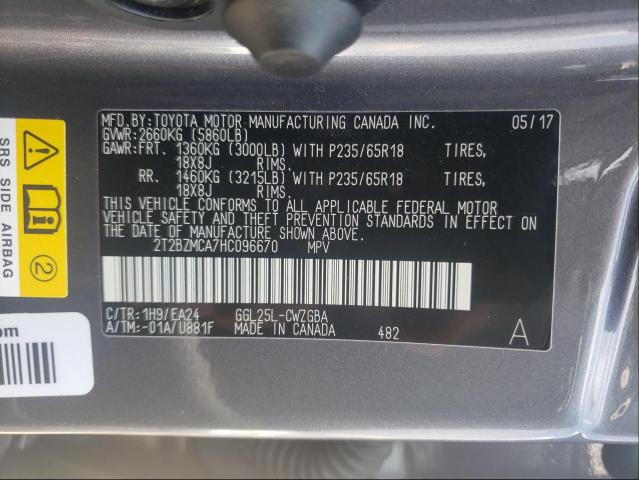 MFD.BY:TOYOTA MOTOR MANUFACTURING CANADA INC. 05/17
GVWR:2660KG (5860LB)
GAWR:FRT. 1360KG (3000LB) WITH P235/65R18 TIRES,
18X8J RIMS.
RR. 1460KG (3215LB) WITH P235/65R18 TIRES,
18X8J RIMS.
THIS VEHICLE CONFORMS TO ALL APPLICABLE FEDERAL MOTOR
VEHICLE SAFETY AND THEFT PREVENTION STANDARDS IN EFFECT ON
THE DATE OF MANUFACTURE SHOWN ABOVE.
2T2BZMCA7HC096670 MPV
C/TR:1H9/EA24 GGL25L-CWZGBA
A/TM:-01A/U881F MADE IN CANADA 482 A
SRS SIDE AIRBAG
2
om